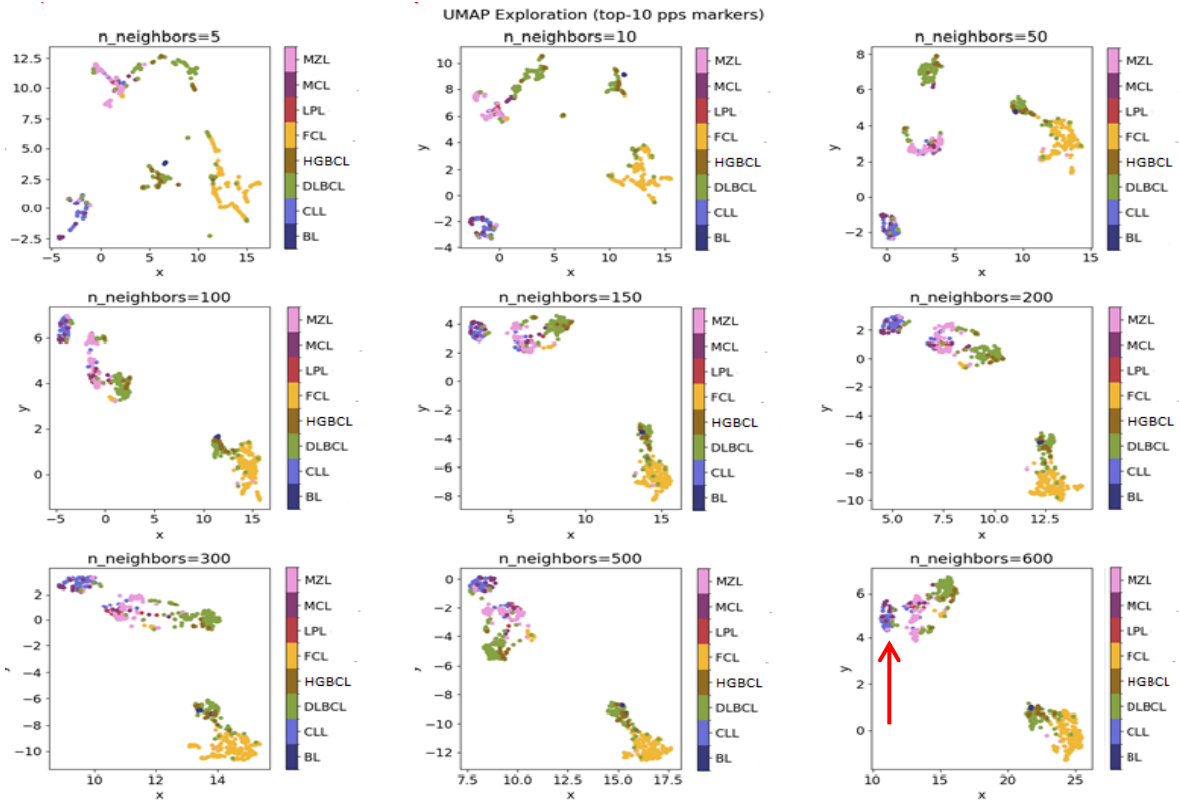 UMAP Exploration (top-10 pps markers)
n_neighbors=5
12.5
10.0
7.5
5.0
2.5
0.0
−2.5
−5 0 5 10 15
x
MZL
MCL
LPL
FCL
HGBCL
DLBCL
CLL
BL
n_neighbors=10
10
8
6
4
2
0
−2
−4
y
0 5 10 15
x
MZL
MCL
LPL
FCL
HGBCL
DLBCL
CLL
BL
n_neighbors=50
8
6
4
2
0
−2
y
0 5 10 15
x
MZL
MCL
LPL
FCL
HGBCL
DLBCL
CLL
BL
n_neighbors=100
6
4
2
0
y
−5 0 5 10 15
x
MZL
MCL
LPL
FCL
HGBCL
DLBCL
CLL
BL
n_neighbors=150
4
2
0
−2
−4
−6
−8
y
5 10 15
x
MZL
MCL
LPL
FCL
HGBCL
DLBCL
CLL
BL
n_neighbors=200
2
0
−2
−4
−6
−8
−10
y
5.0 7.5 10.0 12.5
x
MZL
MCL
LPL
FCL
HGBCL
DLBCL
CLL
BL
n_neighbors=300
2
0
−2
−4
−6
−8
−10
10 12 14
x
MZL
MCL
LPL
FCL
HGBCL
DLBCL
CLL
BL
n_neighbors=500
0
−2
−4
−6
−8
−10
−12
7.5 10.0 12.5 15.0 17.5
x
MZL
MCL
LPL
FCL
HGBCL
DLBCL
CLL
BL
n_neighbors=600
6
4
2
0
y
10 15 20 25
x
MZL
MCL
LPL
FCL
HGBCL
DLBCL
CLL
BL